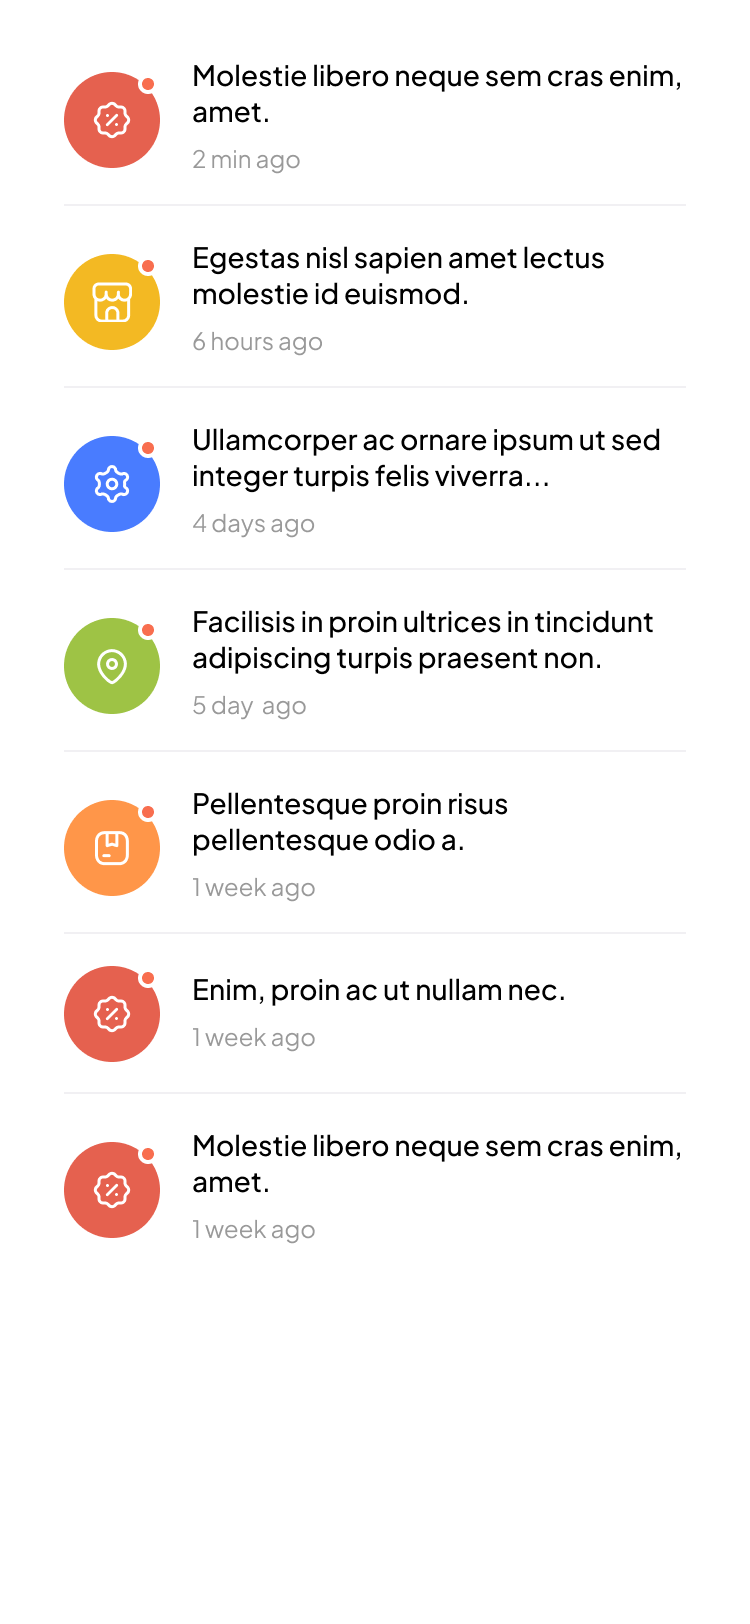 Molestie libero neque sem cras enim,
amet.
2 min ago
Egestas nisl sapien amet lectus
molestie id euismod.
6 hours ago
Ullamcorper ac ornare ipsum ut sed
integer turpis felis viverra...
4 days ago
Facilisis in proin ultrices in tincidunt
adipiscing turpis praesent non.
5 day  ago
Pellentesque proin risus
pellentesque odio a.
1 week ago
Enim, proin ac ut nullam nec.
1 week ago
Molestie libero neque sem cras enim,
amet.
1 week ago